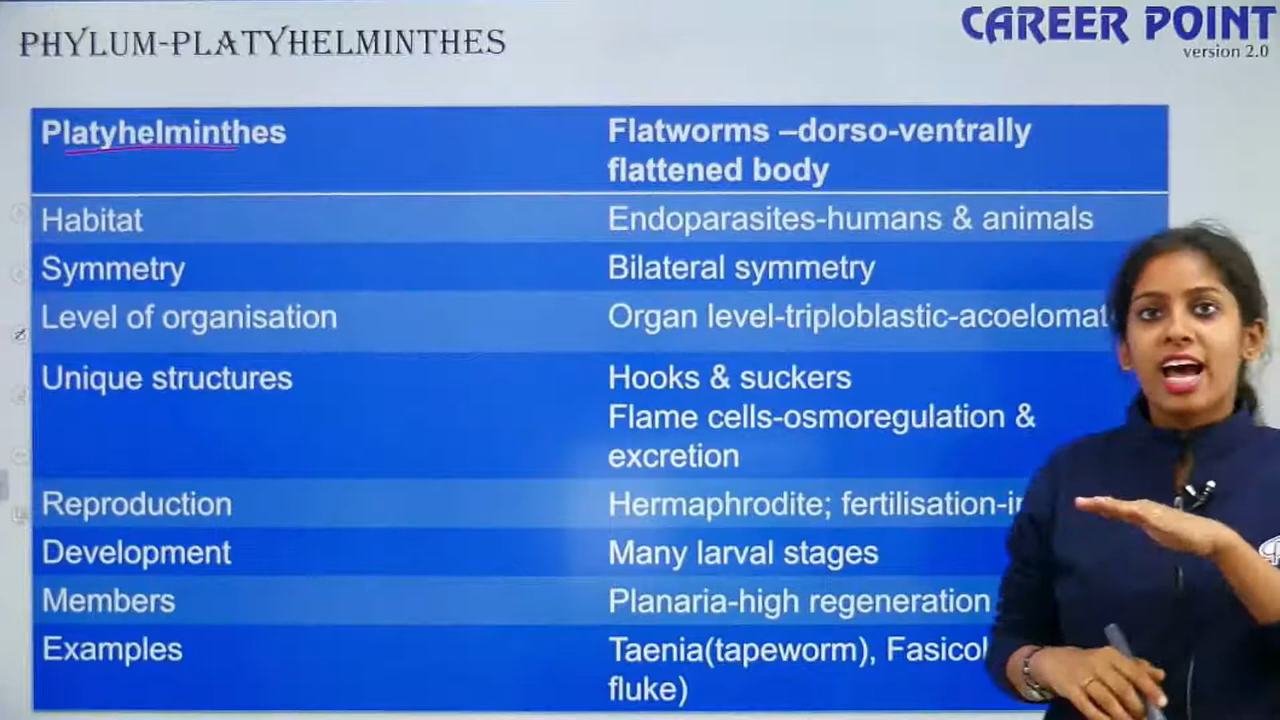 PHYLUM-PLATYHELMINTHES
CAREER POINT
version 2.0
Platyhelminthes
Flatworms –dorso-ventrally
flattened body
Habitat
Endoparasites-humans & animals
Symmetry
Bilateral symmetry
Level of organisation
Organ level-triploblastic-acoelomat
Unique structures
Hooks & suckers
Flame cells-osmoregulation &
excretion
Reproduction
Hermaphrodite;
Development
Many larval stages
Members
Planaria-high regeneration
Examples
Taenia(tapeworm), Fasicol
fluke)